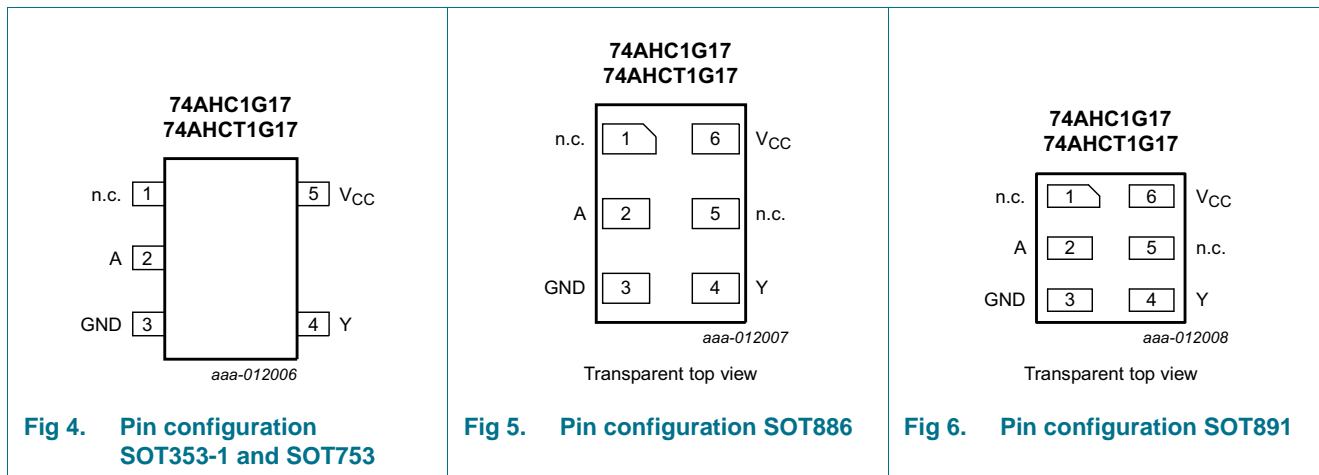 74AHC1G17
74AHCT1G17
n.c. 1
5 VCC
A 2
GND 3
4 Y
aaa-012006
Fig 4. Pin configuration
SOT353-1 and SOT753
74AHC1G17
74AHCT1G17
n.c. 1 6 VCC
A 2 5 n.c.
GND 3 4 Y
aaa-012007
Transparent top view
Fig 5. Pin configuration SOT886
74AHC1G17
74AHCT1G17
n.c. 1 6 VCC
A 2 5 n.c.
GND 3 4 Y
aaa-012008
Transparent top view
Fig 6. Pin configuration SOT891